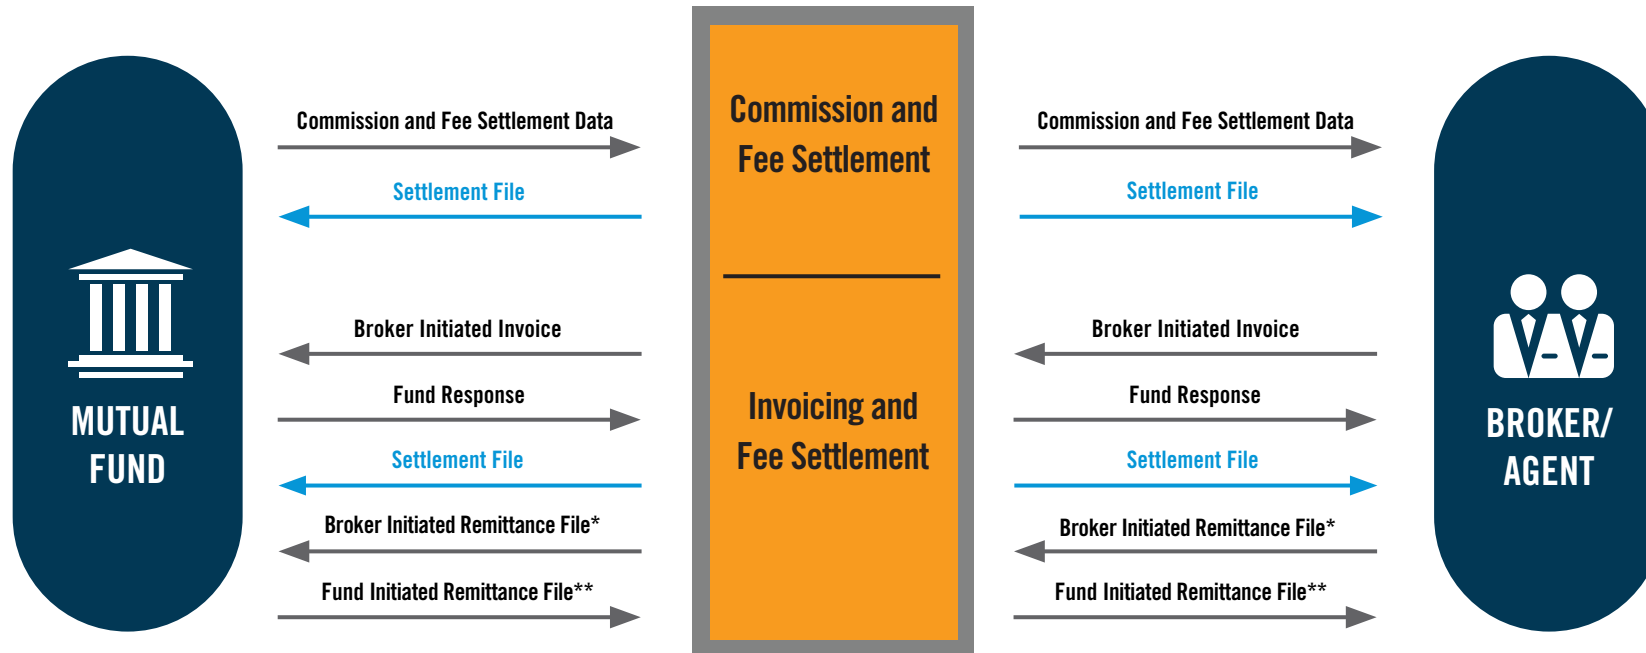 MUTUAL
FUND
Commission and Fee Settlement Data
Settlement File
Broker Initiated Invoice
Fund Response
Settlement File
Broker Initiated Remittance File*
Fund Initiated Remittance File**
Commission and
Fee Settlement
Invoicing and
Fee Settlement
Commission and Fee Settlement Data
Settlement File
Broker Initiated Invoice
Fund Response
Settlement File
Broker Initiated Remittance File*
Fund Initiated Remittance File**
BROKER/
AGENT